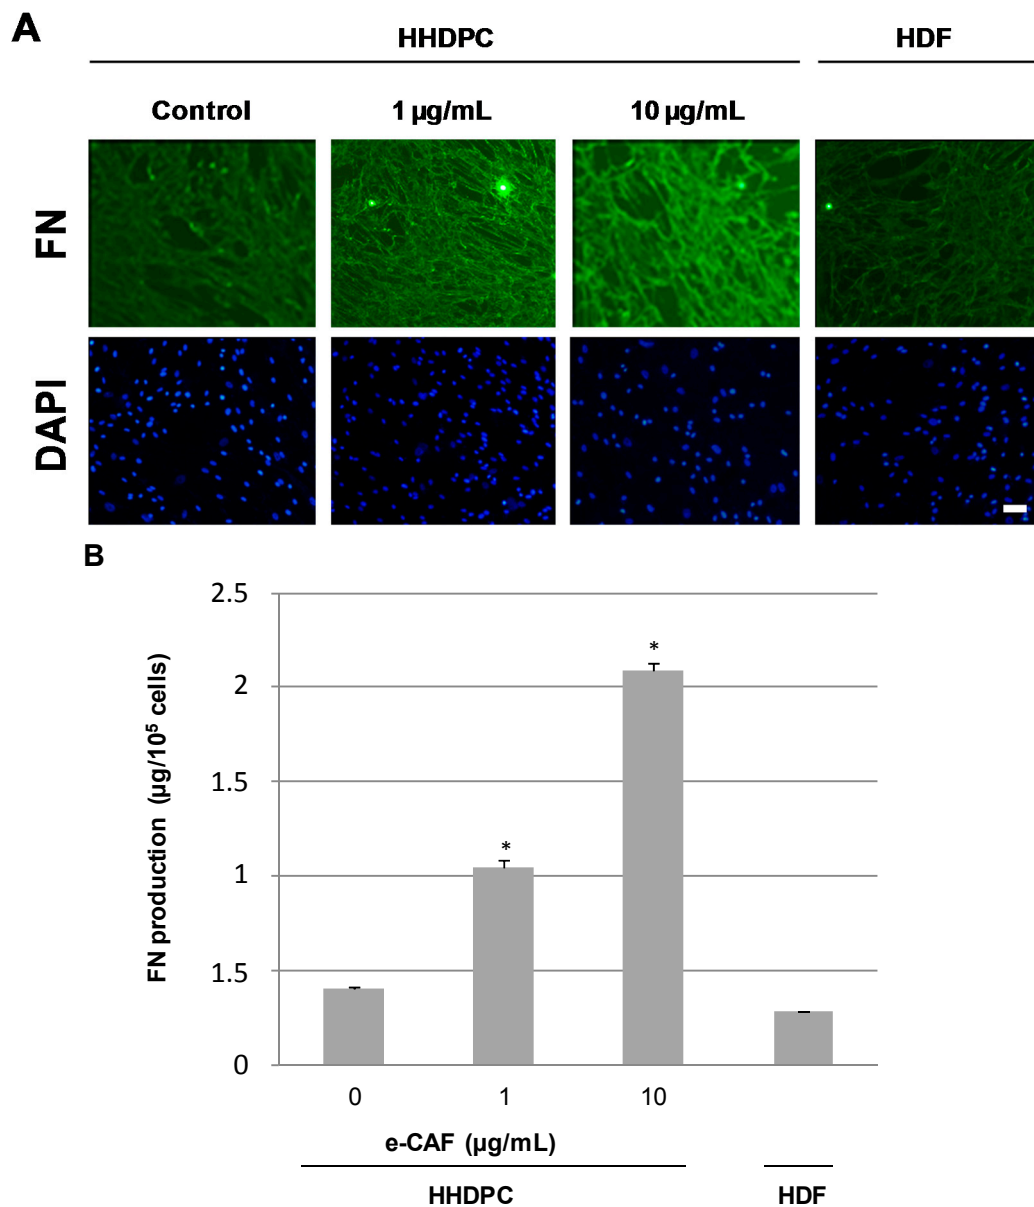 A
HHDPC HDF
Control 1 µg/mL 10 µg/mL
FN
DAPI
B
2.5
2
1.5
1
1.5
0
FN production (µg/10⁵ cells)
*
*
0 1 10
e-CAF (µg/mL)
HHDPC HDF